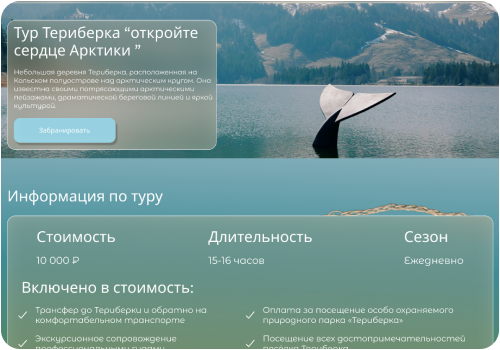 Тур Териберка “откройте
сердце Арктики ”
Небольшая деревня Териберка, расположенная на
Кольском полуострове над арктическим кругом. Она
известна своими потрясающими арктическими
пейзажами, драматической береговой линией и яркой
культурой.
Забранировать
Информация по туру
Стоимость
Длительность
Сезон
10 000 ₽
15-16 часов
Ежедневно
Включено в стоимость:
Трансфер до Териберки и обратно на
комфортабельном транспорте
Оплата за посещение особо охраняемого
природного парка «Териберка»
Экскурсионное сопровождение
профессиональными гидами
Посещение всех достопримечательностей